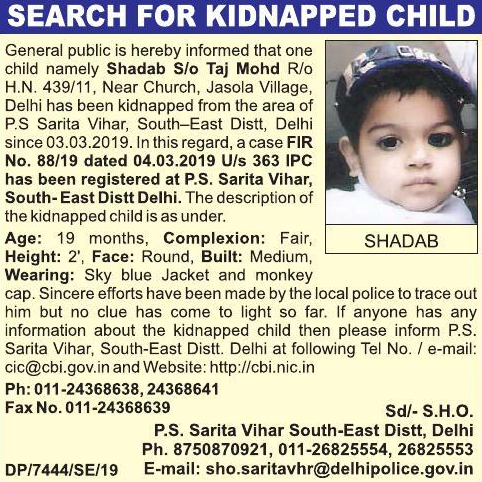 SEARCH FOR KIDNAPPED CHILD
General public is hereby informed that one
child namely Shadab S/o Taj Mohd R/o
H.N. 439/11, Near Church, Jasola Village,
Delhi has been kidnapped from the area of
P.S Sarita Vihar, South–East Distt, Delhi
since 03.03.2019. In this regard, a case FIR
No. 88/19 dated 04.03.2019 U/s 363 IPC
has been registered at P.S. Sarita Vihar,
South- East Distt Delhi. The description of
the kidnapped child is as under.
SHADAB
Age: 19 months, Complexion: Fair,
Height: 2', Face: Round, Built: Medium,
Wearing: Sky blue Jacket and monkey
cap. Sincere efforts have been made by the local police to trace out
him but no clue has come to light so far. If anyone has any
information about the kidnapped child then please inform P.S.
Sarita Vihar, South-East Distt. Delhi at following Tel No. / e-mail:
cic@cbi.gov.in and Website: http://cbi.nic.in
Ph: 011-24368638, 24368641
Fax No. 011-24368639
Sd/- S.H.O.
P.S. Sarita Vihar South-East Distt, Delhi
Ph. 8750870921, 011-26825554, 26825553
DP/7444/SE/19 E-mail: sho.saritavhr@delhipolice.gov.in